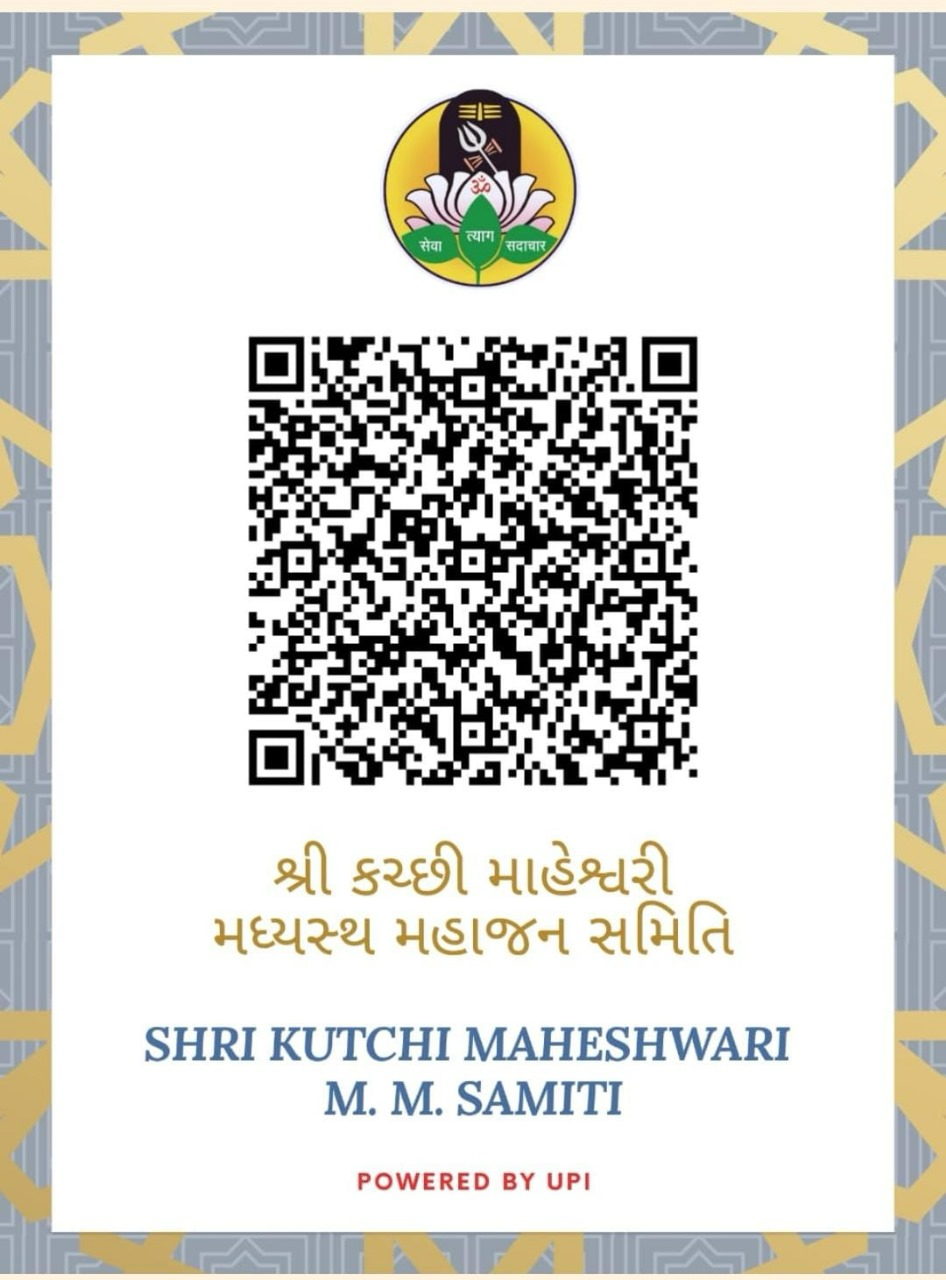 ॐ
सेवा त्याग सदाचार
શ્રી કચ્છી માહેશ્વરી
મધ્યસ્થ મહાજન સમિતિ
SHRI KUTCHI MAHESHWARI
M. M. SAMITI
POWERED BY UPI